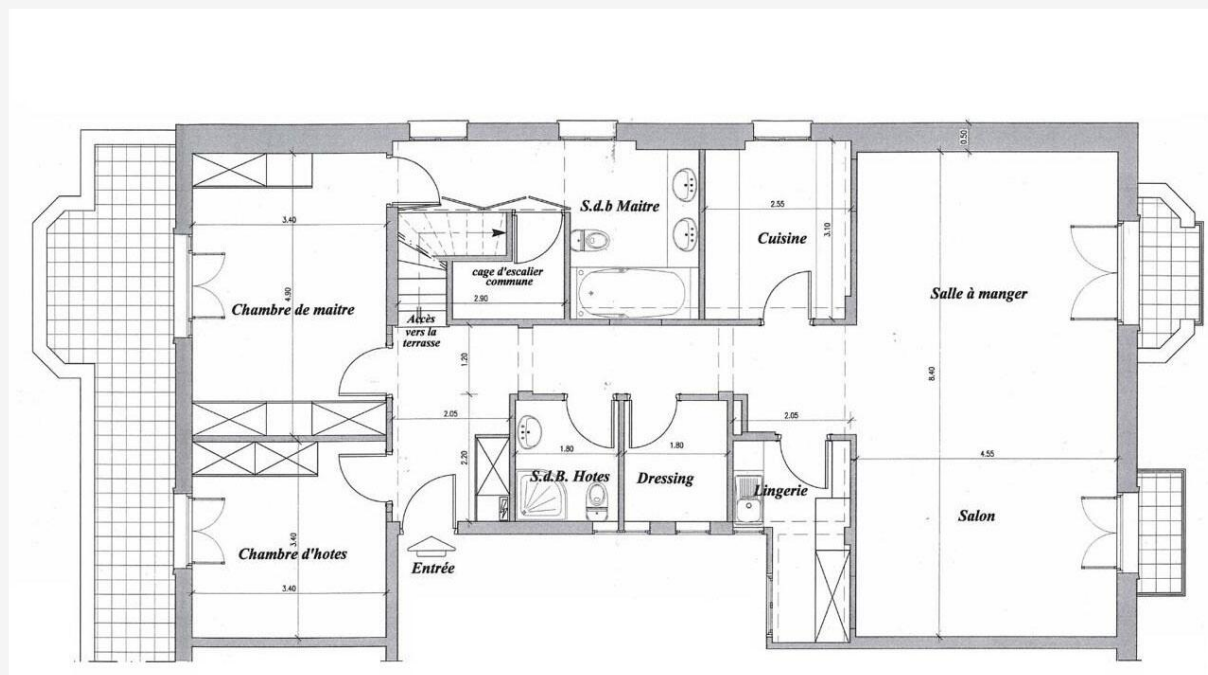 0.50
S.d.b Maitre
2.55
3.10
Cuisine
3.40
cage d'escalier
commune
2.90
Chambre de maitre
4.90
Salle à manger
Accès
vers la
terrasse
1.20
8.40
2.05
2.05
2.20
1.80
1.80
4.55
S.d.B. Hotes
Dressing
Lingerie
Salon
Chambre d'hotes
3.40
3.40
Entrée